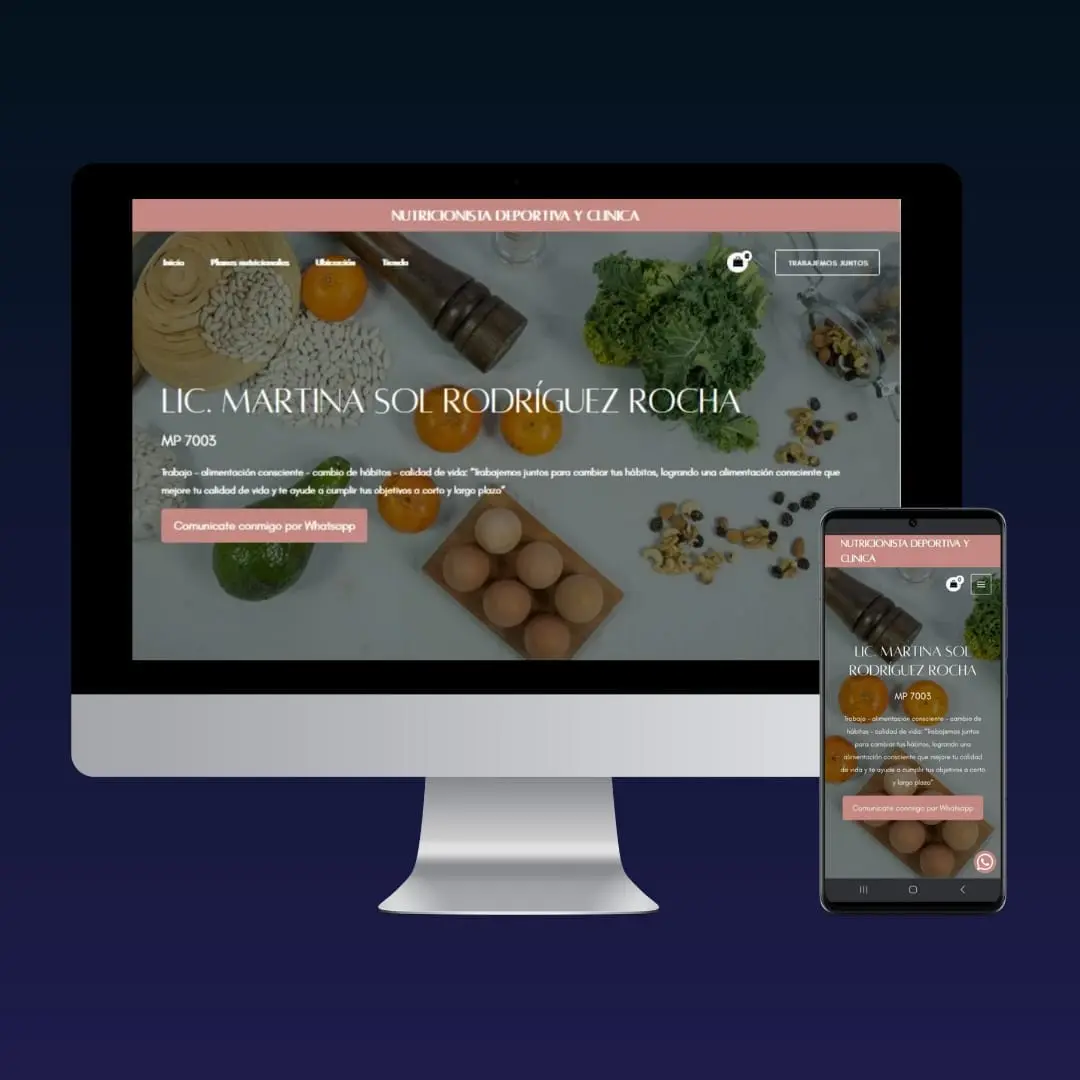 NUTRICIONISTA DEPORTIVA Y CLINICA
Inicio Planes nutricionales Ubicación Tienda 0 TRABAJEMOS JUNTOS
LIC. MARTINA SOL RODRÍGUEZ ROCHA
MP 7003
Trabajo - alimentación consciente - cambio de hábitos - calidad de vida: "Trabajemos juntos para cambiar tus hábitos, logrando una alimentación consciente que
mejore tu calidad de vida y te ayude a cumplir tus objetivos a corto y largo plazo"
Comunicate conmigo por Whatsapp
NUTRICIONISTA DEPORTIVA Y
CLINICA
0
LIC. MARTINA SOL
RODRÍGUEZ ROCHA
MP 7003
Trabajo - alimentación consciente - cambio de
hábitos - calidad de vida: "Trabajemos juntos
para cambiar tus hábitos, logrando una
alimentación consciente que mejore tu calidad
de vida y te ayude a cumplir tus objetivos a corto
y largo plazo"
Comunicate conmigo por Whatsapp